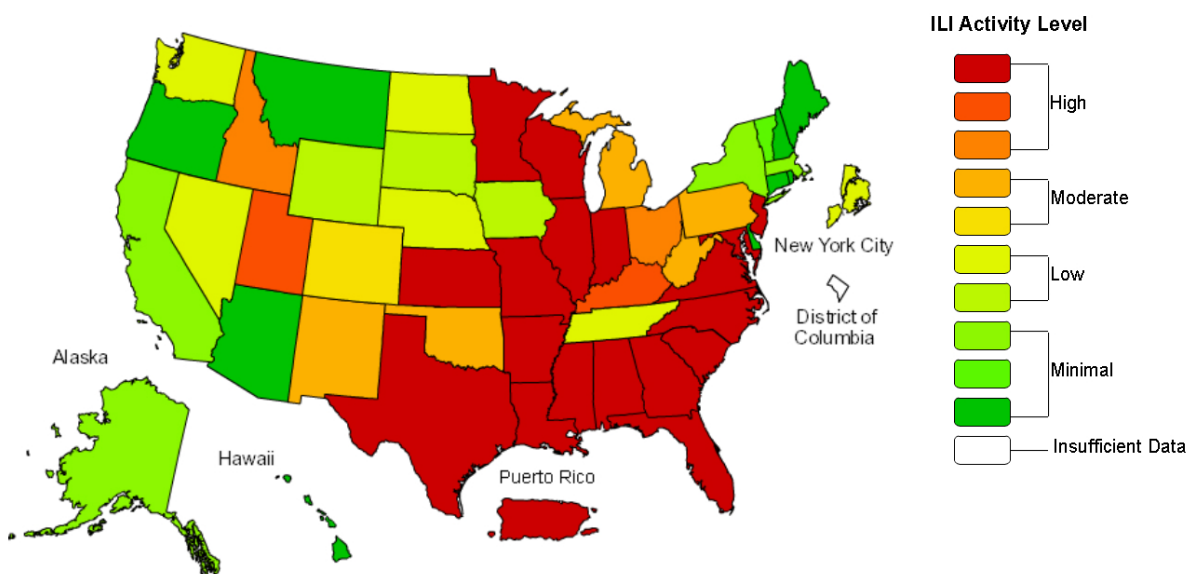 ILI Activity Level
High
Moderate
Low
Minimal
Insufficient Data
New York City
District of
Columbia
Alaska
Hawaii
Puerto Rico